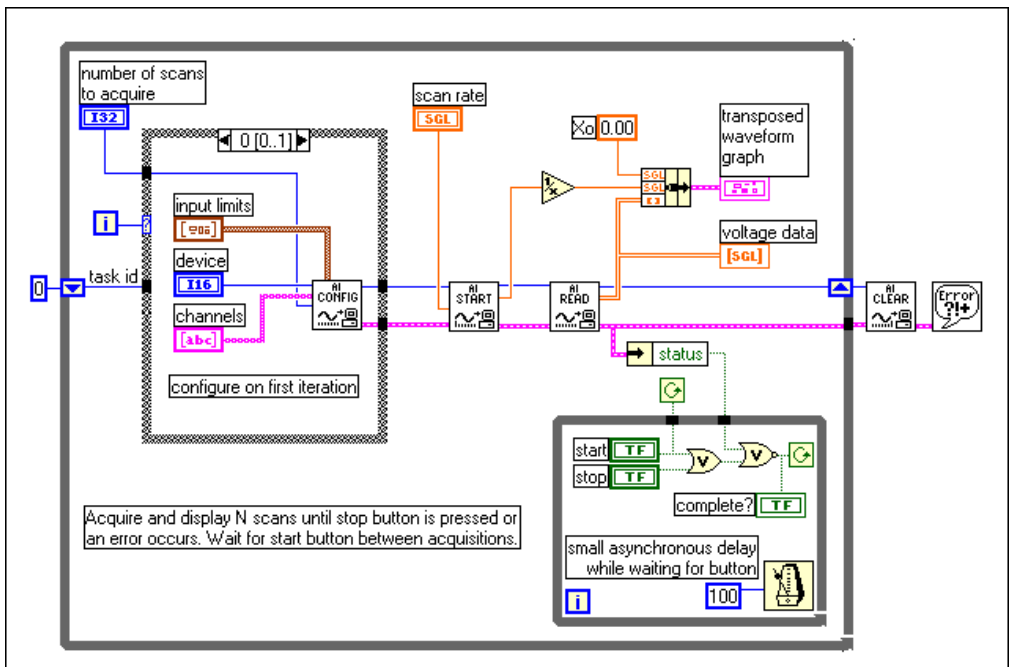 number of scans
to acquire
I32
0 [0..1]
input limits
device
I16
channels
[abc]
AI
CONFIG
configure on first iteration
i
?
0
task id
scan rate
SGL
AI
START
1/x
Xo 0.00
SGL
SGL
[ ]
transposed
waveform
graph
voltage data
[SGL]
AI
READ
AI
CLEAR
Error
?!+
status
start TF
stop TF
V
V
complete? TF
Acquire and display N scans until stop button is pressed or
an error occurs. Wait for start button between acquisitions.
small asynchronous delay
while waiting for button
100
i